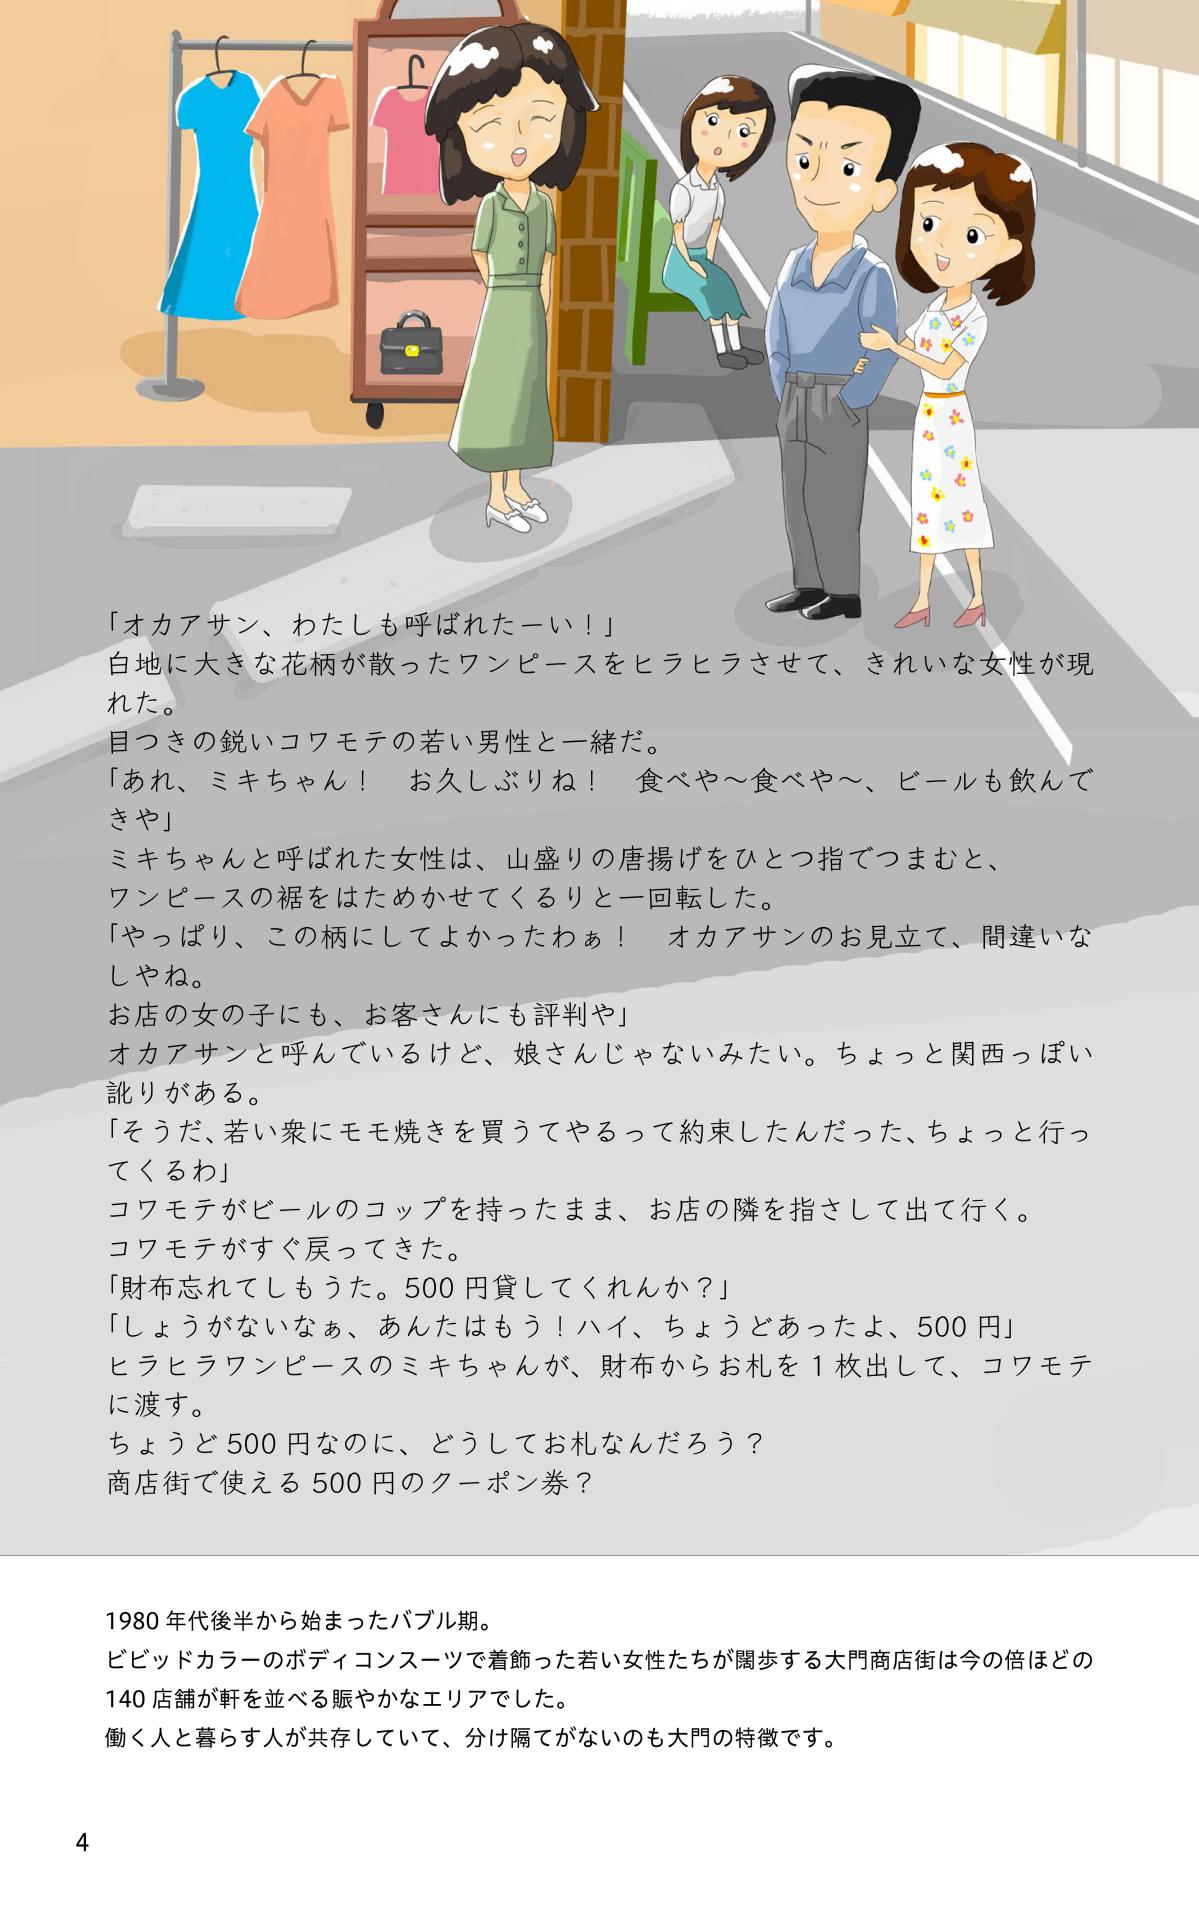 「オカアサン、わたしも呼ばれたーい！」
白地に大きな花柄が散ったワンピースをヒラヒラさせて、きれいな女性が現
れた。
目つきの鋭いコワモテの若い男性と一緒だ。
「あれ、ミキちゃん！　お久しぶりね！　食べや～食べや～、ビールも飲んで
きや」
ミキちゃんと呼ばれた女性は、山盛りの唐揚げをひとつ指でつまむと、
ワンピースの裾をはためかせてくるりと一回転した。
「やっぱり、この柄にしてよかったわぁ！　オカアサンのお見立て、間違いな
しやね。
お店の女の子にも、お客さんにも評判や」
オカアサンと呼んでいるけど、娘さんじゃないみたい。ちょっと関西っぽい
訛りがある。
「そうだ、若い衆にモモ焼きを買うてやるって約束したんだった、ちょっと行っ
てくるわ」
コワモテがビールのコップを持ったまま、お店の隣を指さして出て行く。
コワモテがすぐ戻ってきた。
「財布忘れてしもうた。500 円貸してくれんか？」
「しょうがないなぁ、あんたはもう！ハイ、ちょうどあったよ、500 円」
ヒラヒラワンピースのミキちゃんが、財布からお札を 1 枚出して、コワモテ
に渡す。
ちょうど 500 円なのに、どうしてお札なんだろう？
商店街で使える 500 円のクーポン券？
1980 年代後半から始まったバブル期。
ビビッドカラーのボディコンスーツで着飾った若い女性たちが闊歩する大門商店街は今の倍ほどの
140 店舗が軒を並べる賑やかなエリアでした。
働く人と暮らす人が共存していて、分け隔てがないのも大門の特徴です。
4